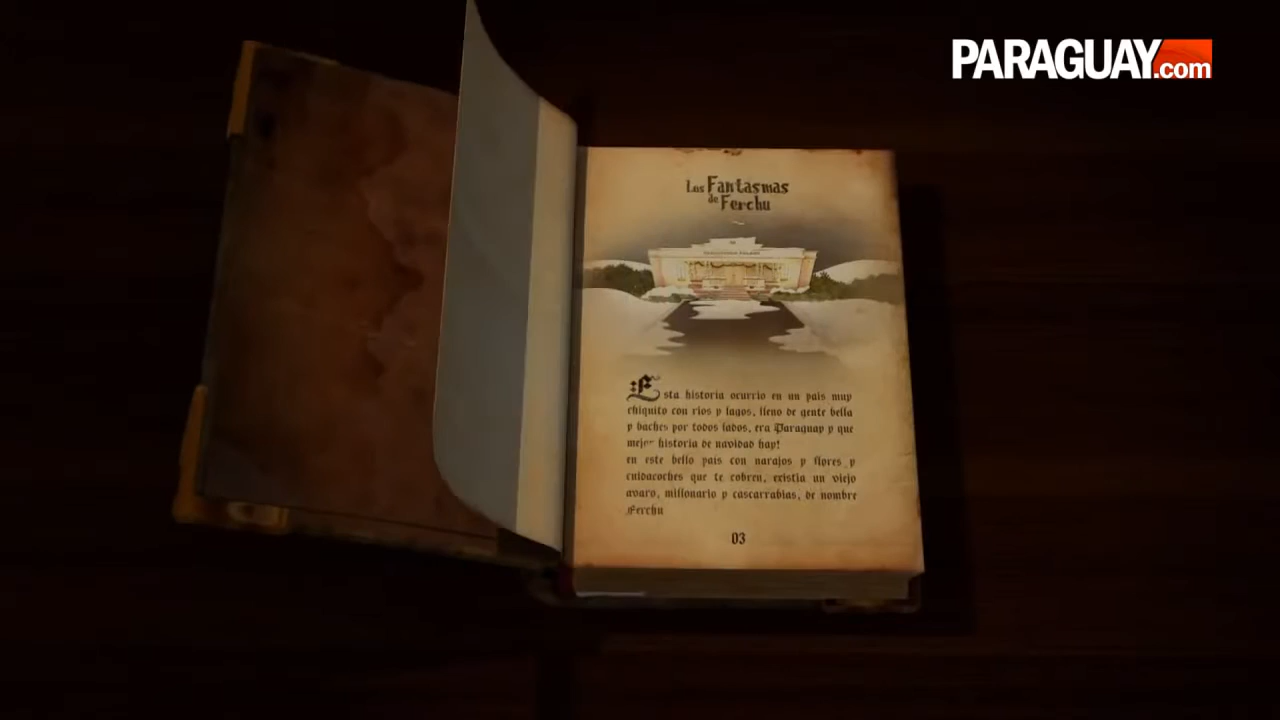 PARAGUAY.com
Los Fantasmas
de Ferchu
Esta historia ocurrio en un pais muy
chiquito con rios y lagos, lleno de gente bella
y baches por todos lados, era Paraguay y que
mejor historia de navidad hay!
en este bello pais con narajos y flores y
cuidacoches que te cobren, existia un viejo
avaro, millonario y cascarrabias, de nombre
Ferchu
03